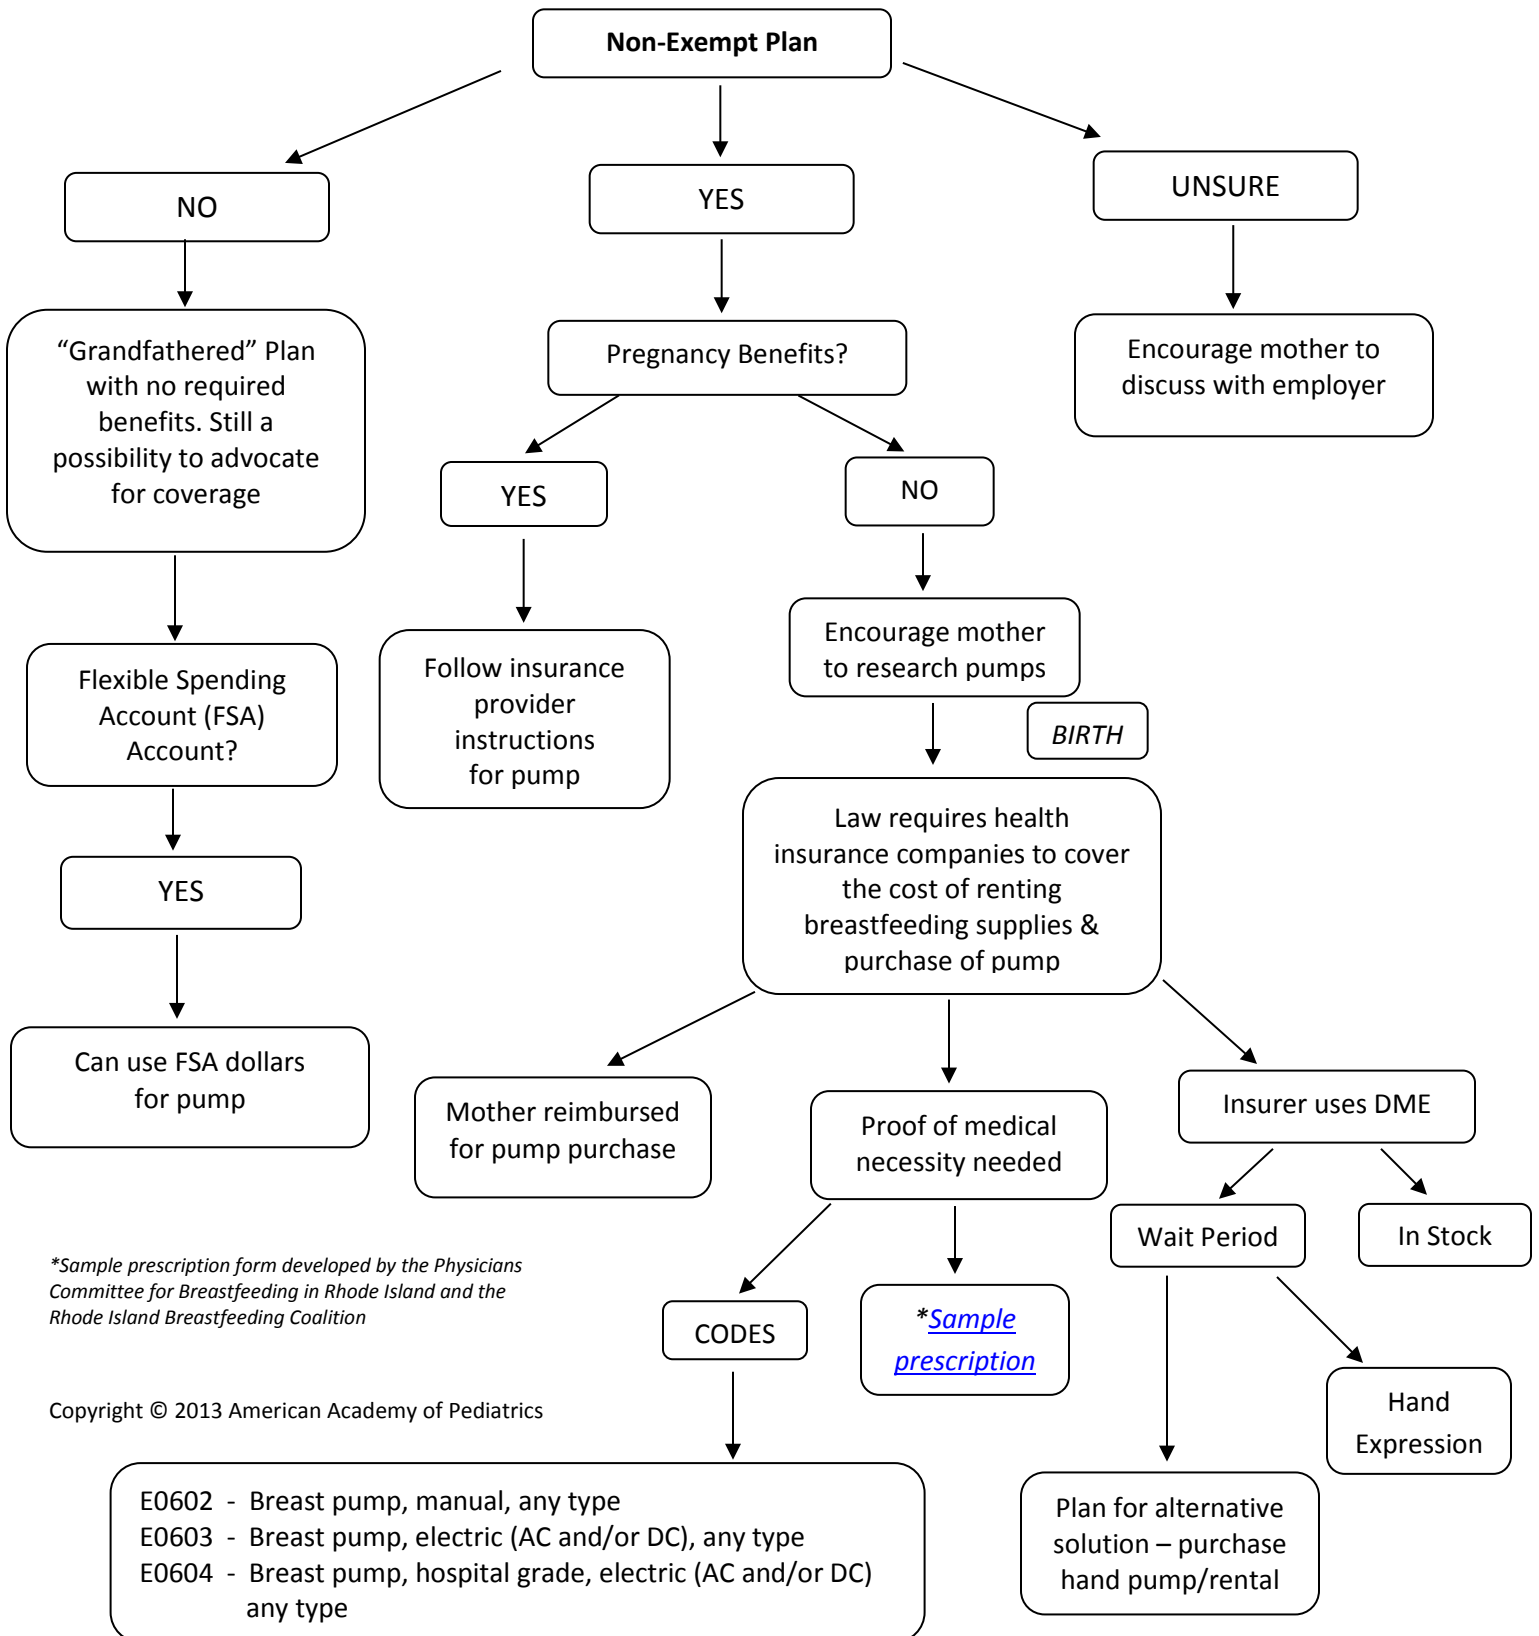 Non-Exempt Plan
NO
YES
UNSURE
“Grandfathered” Plan
with no required
benefits. Still a
possibility to advocate
for coverage
Pregnancy Benefits?
Encourage mother to
discuss with employer
YES
NO
Flexible Spending
Account (FSA)
Account?
Follow insurance
provider
instructions
for pump
Encourage mother
to research pumps
BIRTH
YES
Law requires health
insurance companies to cover
the cost of renting
breastfeeding supplies &
purchase of pump
Can use FSA dollars
for pump
Mother reimbursed
for pump purchase
Proof of medical
necessity needed
Insurer uses DME
Wait Period
In Stock
*Sample prescription form developed by the Physicians
Committee for Breastfeeding in Rhode Island and the
Rhode Island Breastfeeding Coalition
CODES
*Sample
prescription
Hand
Expression
Copyright © 2013 American Academy of Pediatrics
E0602 - Breast pump, manual, any type
E0603 - Breast pump, electric (AC and/or DC), any type
E0604 - Breast pump, hospital grade, electric (AC and/or DC)
any type
Plan for alternative
solution – purchase
hand pump/rental